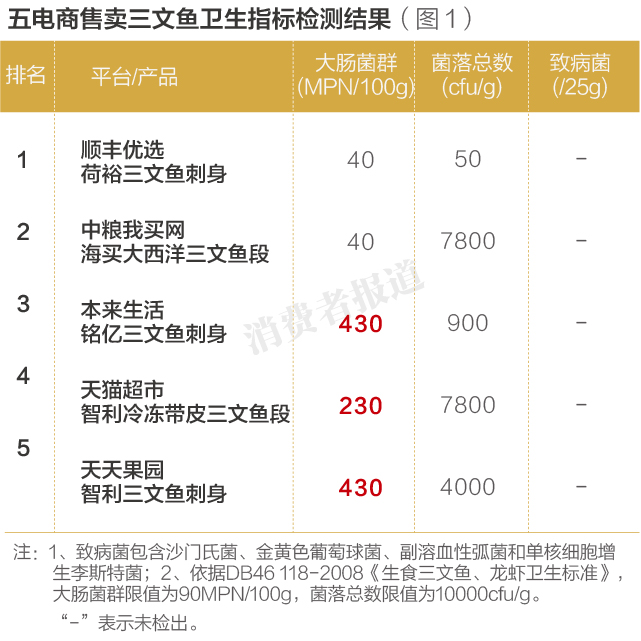 五电商售卖三文鱼卫生指标检测结果（图1）
排名 平台/产品 大肠菌群 菌落总数 致病菌
(MPN/100g) (cfu/g) (/25g)
1 顺丰优选 40 50 －
荷裕三文鱼刺身
2 中粮我买网 40 7800 －
海买大西洋三文鱼段
3 本来生活 430 900 －
铭亿三文鱼刺身
4 天猫超市 230 7800 －
智利冷冻带皮三文鱼段
5 天天果园 430 4000 －
智利三文鱼刺身
消费者报道
注：1、致病菌包含沙门氏菌、金黄色葡萄球菌、副溶血性弧菌和单核细胞增
生李斯特菌；2、依据DB46 118-2008《生食三文鱼、龙虾卫生标准》，
大肠菌群限值为90MPN/100g，菌落总数限值为10000cfu/g。
“-”表示未检出。